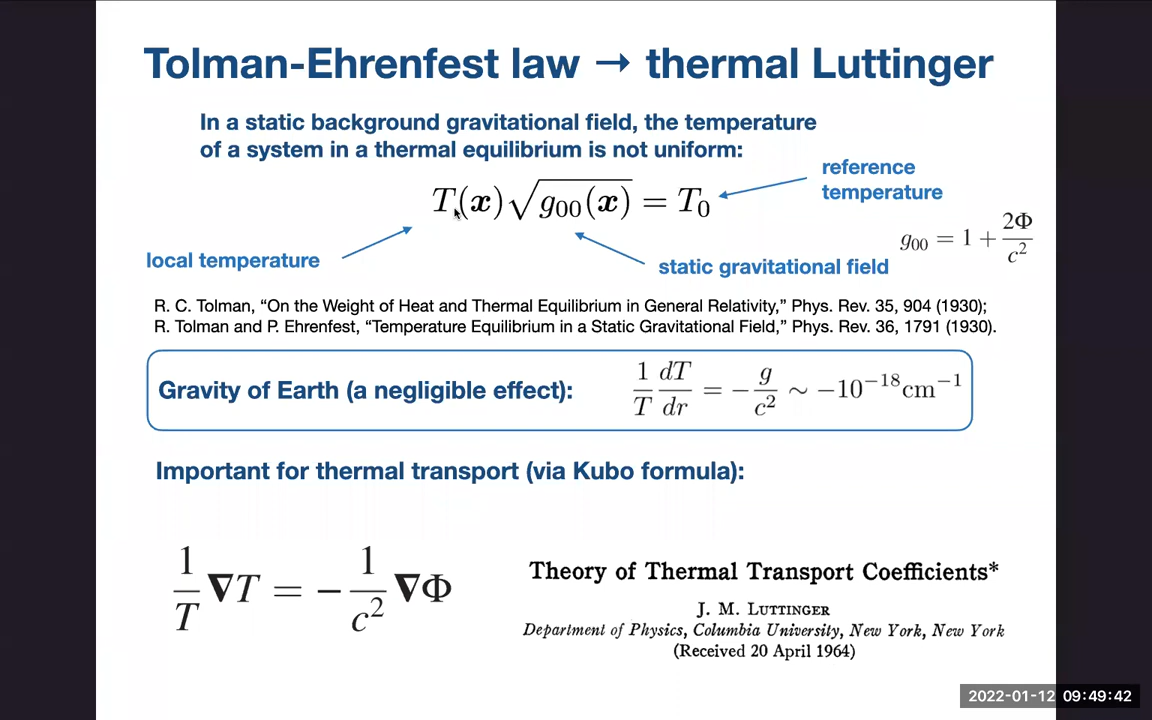 Tolman-Ehrenfest law → thermal Luttinger
In a static background gravitational field, the temperature
of a system in a thermal equilibrium is not uniform:
reference
temperature
T(x)√g₀₀(x) = T₀
g₀₀ = 1 + 2Φ/c²
local temperature
static gravitational field
R. C. Tolman, “On the Weight of Heat and Thermal Equilibrium in General Relativity,” Phys. Rev. 35, 904 (1930);
R. Tolman and P. Ehrenfest, “Temperature Equilibrium in a Static Gravitational Field,” Phys. Rev. 36, 1791 (1930).
Gravity of Earth (a negligible effect): 1/T dT/dr = −g/c² ∼ −10⁻¹⁸cm⁻¹
Important for thermal transport (via Kubo formula):
1/T ∇T = −1/c² ∇Φ
Theory of Thermal Transport Coefficients*
J. M. LUTTINGER
Department of Physics, Columbia University, New York, New York
(Received 20 April 1964)
2022-01-12 09:49:42